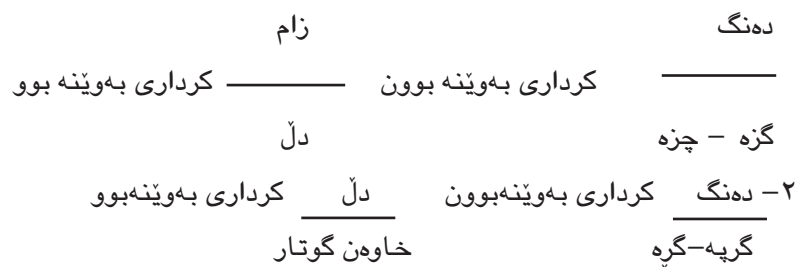 دەنگ زام
کرداری بەوێنە بوون کرداری بەوێنە بوو
گزە – چزە دڵ
٢– دەنگ کرداری بەوێنەبوون دڵ کرداری بەوێنەبوو
گرپە–گڕە خاوەن گوتار